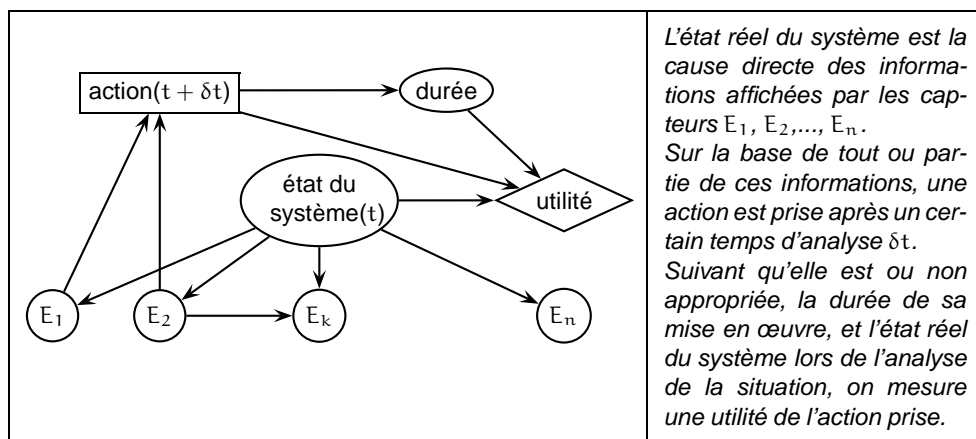 action(t + δt)
durée
état du
système(t)
utilité
E1
E2
Ek
En
L'état réel du système est la
cause directe des informa-
tions affichées par les cap-
teurs E1, E2,..., En.
Sur la base de tout ou par-
tie de ces informations, une
action est prise après un cer-
tain temps d'analyse δt.
Suivant qu'elle est ou non
appropriée, la durée de sa
mise en œuvre, et l'état réel
du système lors de l'analyse
de la situation, on mesure
une utilité de l'action prise.